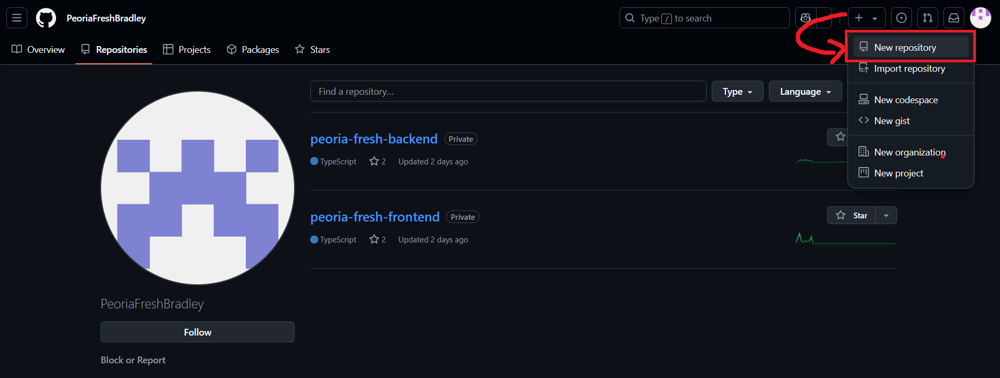 PeoriaFreshBradley
Type / to search
Overview
Repositories
Projects
Packages
Stars
New repository
Import repository
New codespace
New gist
New organization
New project
Find a repository...
Type
Language
peoria-fresh-backend Private
TypeScript 2 Updated 2 days ago
peoria-fresh-frontend Private
Star
TypeScript 2 Updated 2 days ago
PeoriaFreshBradley
Follow
Block or Report